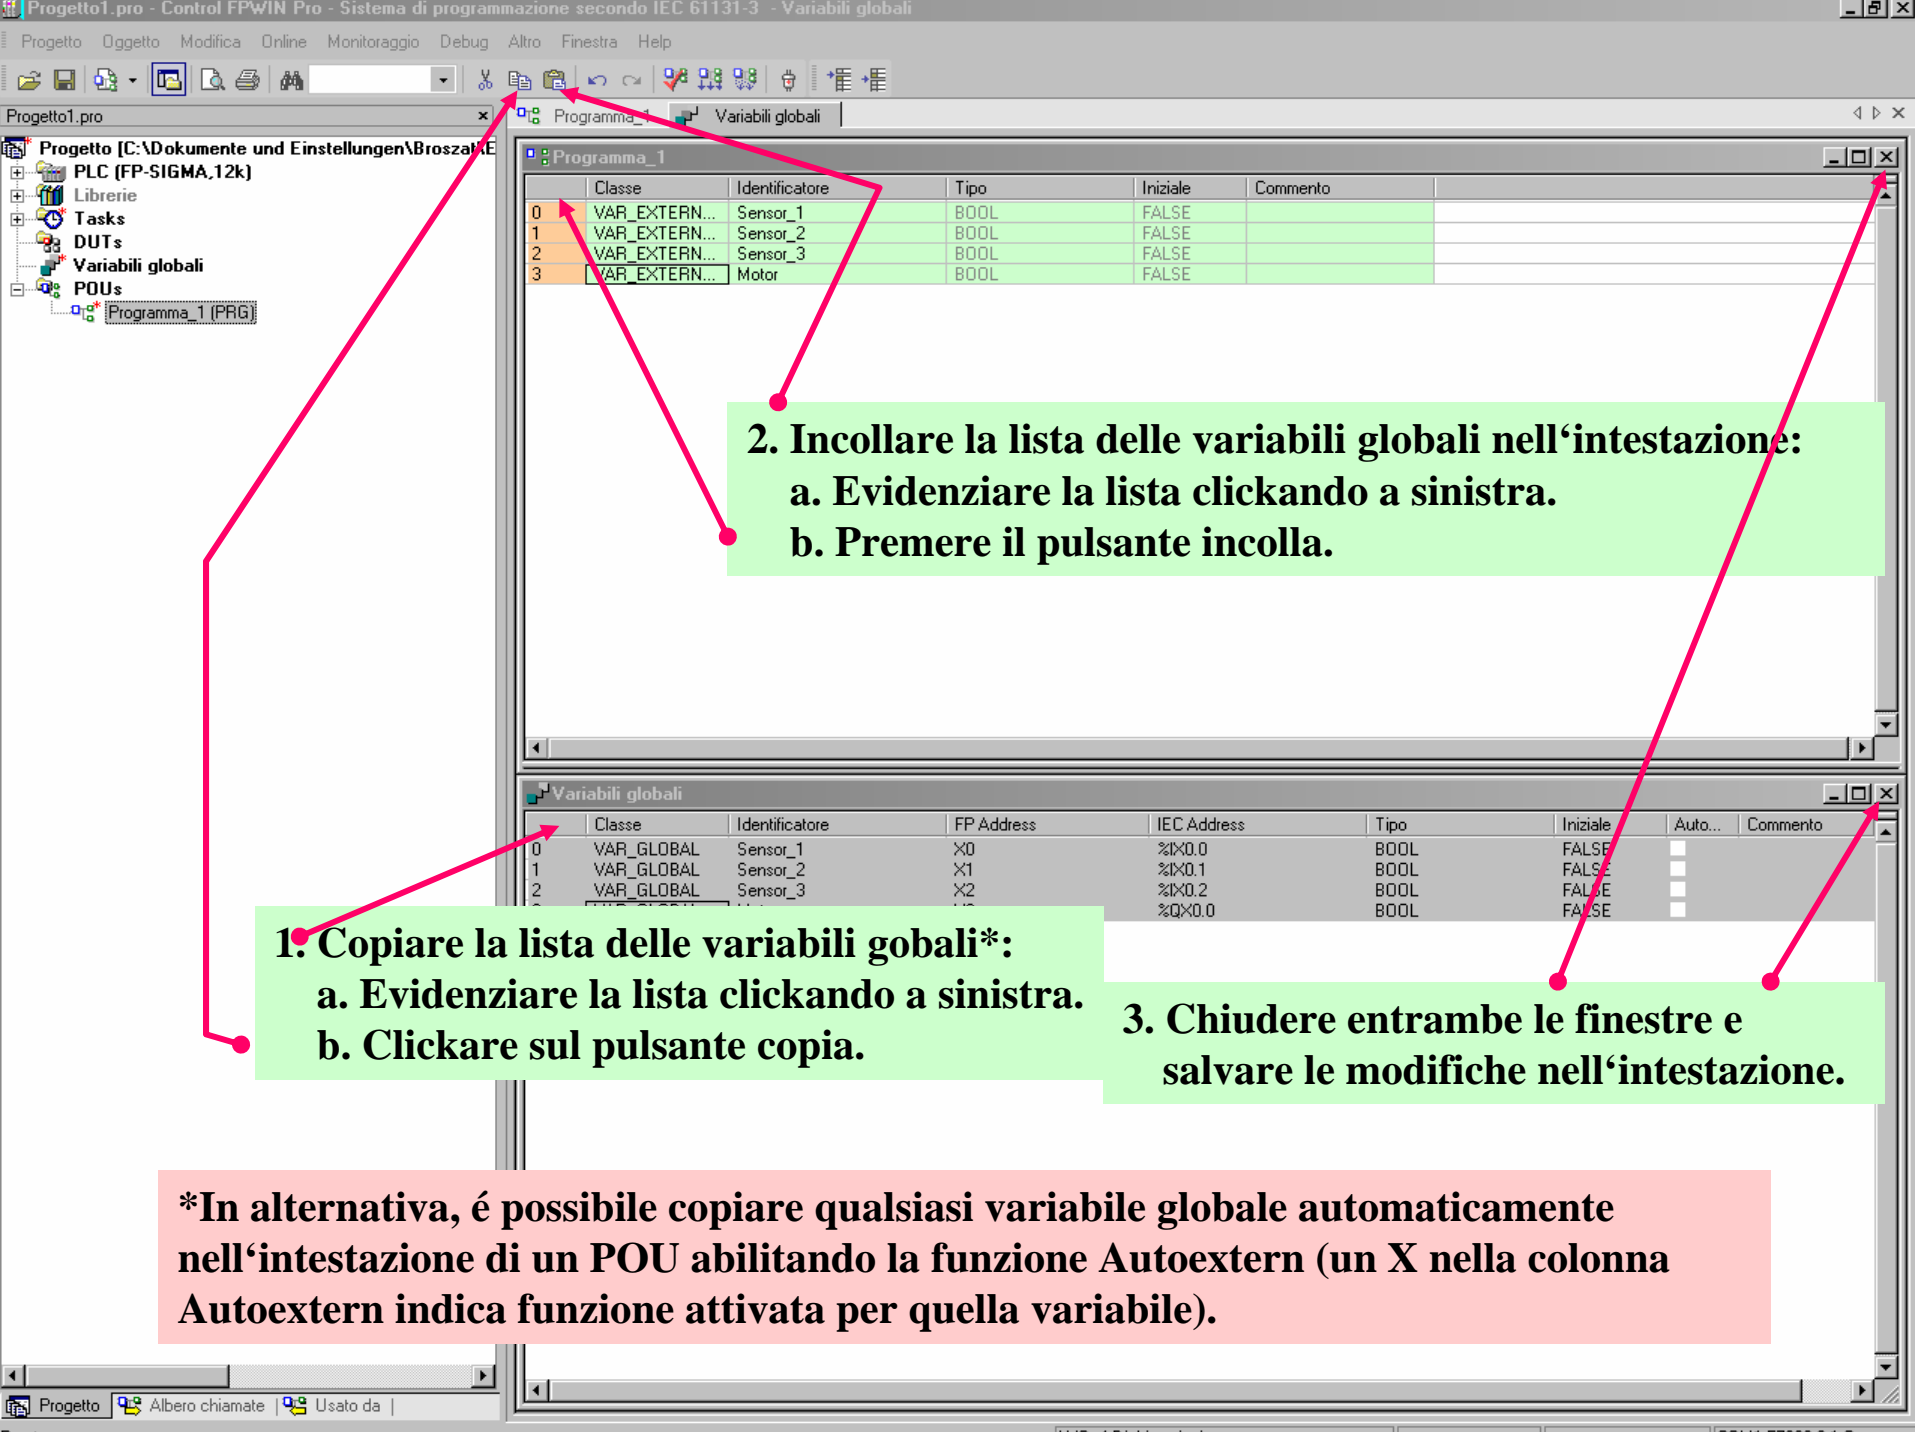 Progetto1.pro - Control FPWIN Pro - Sistema di programmazione secondo IEC 61131-3 - Variabili globali
Progetto Oggetto Modifica Online Monitoraggio Debug Altro Finestra Help
Progetto1.pro
Programma_1 Variabili globali
Progetto [C:\Dokumente und Einstellungen\Broszat\E
PLC (FP-SIGMA,12k)
Librerie
Tasks
DUTs
Variabili globali
POUs
Programma_1 (PRG)
Programma_1
Classe Identificatore Tipo Iniziale Commento
0 VAR_EXTERN... Sensor_1 BOOL FALSE
1 VAR_EXTERN... Sensor_2 BOOL FALSE
2 VAR_EXTERN... Sensor_3 BOOL FALSE
3 VAR_EXTERN... Motor BOOL FALSE
2. Incollare la lista delle variabili globali nell‘intestazione:
a. Evidenziare la lista clickando a sinistra.
b. Premere il pulsante incolla.
Variabili globali
Classe Identificatore FP Address IEC Address Tipo Iniziale Auto... Commento
0 VAR_GLOBAL Sensor_1 X0 %IX0.0 BOOL FALSE
1 VAR_GLOBAL Sensor_2 X1 %IX0.1 BOOL FALSE
2 VAR_GLOBAL Sensor_3 X2 %IX0.2 BOOL FALSE
%QX0.0 BOOL FALSE
1. Copiare la lista delle variabili gobali*:
a. Evidenziare la lista clickando a sinistra.
b. Clickare sul pulsante copia.
3. Chiudere entrambe le finestre e
salvare le modifiche nell‘intestazione.
*In alternativa, é possibile copiare qualsiasi variabile globale automaticamente
nell‘intestazione di un POU abilitando la funzione Autoextern (un X nella colonna
Autoextern indica funzione attivata per quella variabile).
Progetto Albero chiamate Usato da